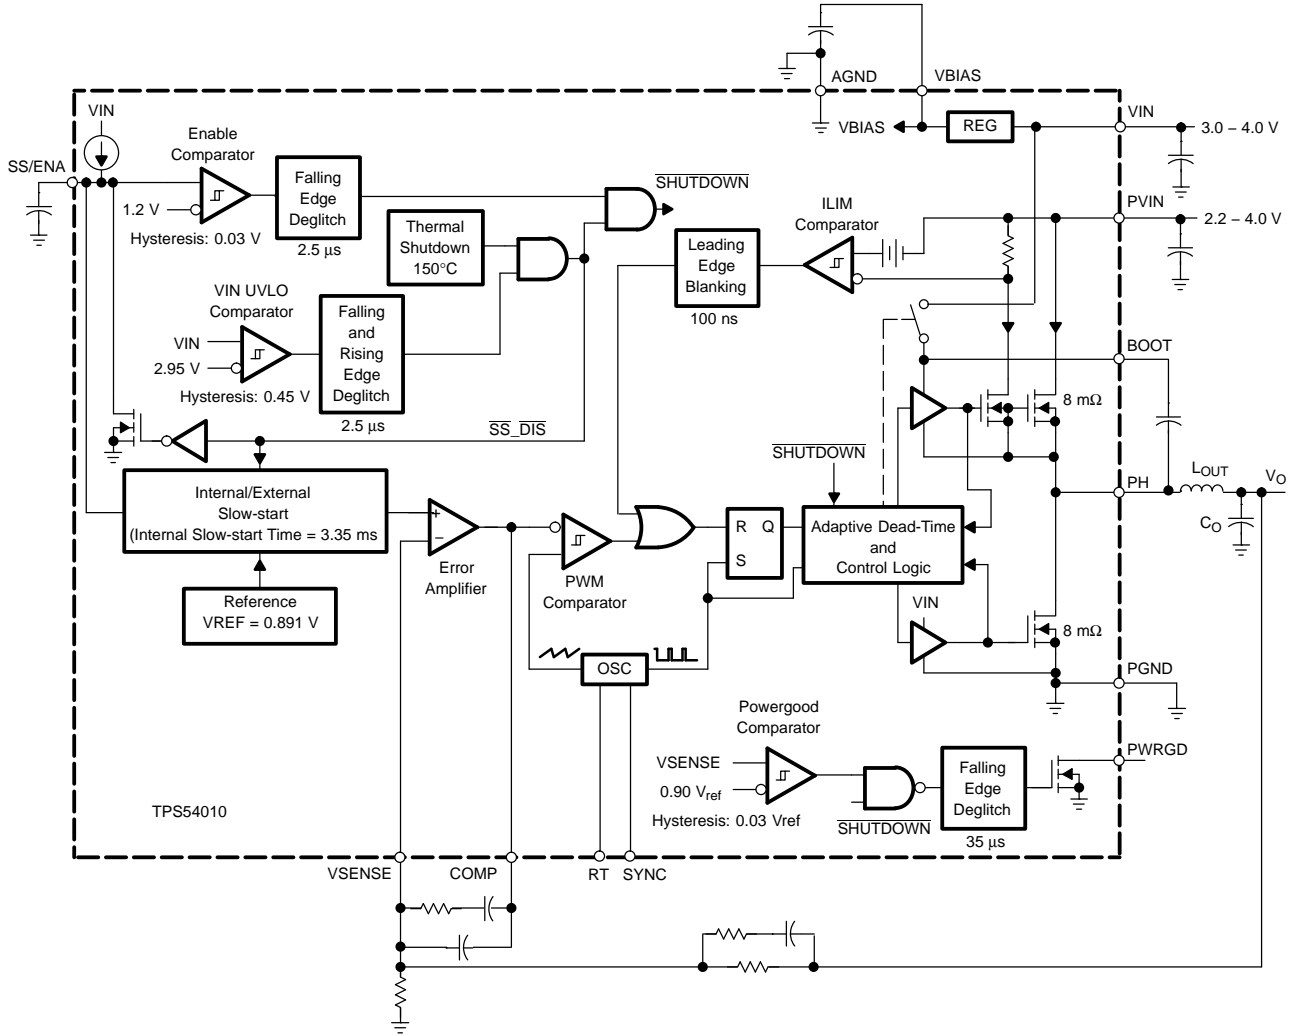 AGND
VBIAS
VIN
VIN
3.0 – 4.0 V
VBIAS
REG
Enable
Comparator
SS/ENA
1.2 V
Hysteresis: 0.03 V
Falling
Edge
Deglitch
2.5 µs
SHUTDOWN
Thermal
Shutdown
150°C
ILIM
Comparator
Leading
Edge
Blanking
100 ns
PVIN
2.2 – 4.0 V
VIN UVLO
Comparator
VIN
2.95 V
Hysteresis: 0.45 V
Falling
and
Rising
Edge
Deglitch
2.5 µs
BOOT
8 mΩ
SS_DIS
SHUTDOWN
PH
LOUT
VO
CO
Internal/External
Slow-start
(Internal Slow-start Time = 3.35 ms
Reference
VREF = 0.891 V
+
−
Error
Amplifier
PWM
Comparator
R Q
S
Adaptive Dead-Time
and
Control Logic
VIN
8 mΩ
OSC
PGND
Powergood
Comparator
VSENSE
0.90 Vref
Hysteresis: 0.03 Vref
SHUTDOWN
Falling
Edge
Deglitch
35 µs
PWRGD
TPS54010
VSENSE
COMP
RT
SYNC